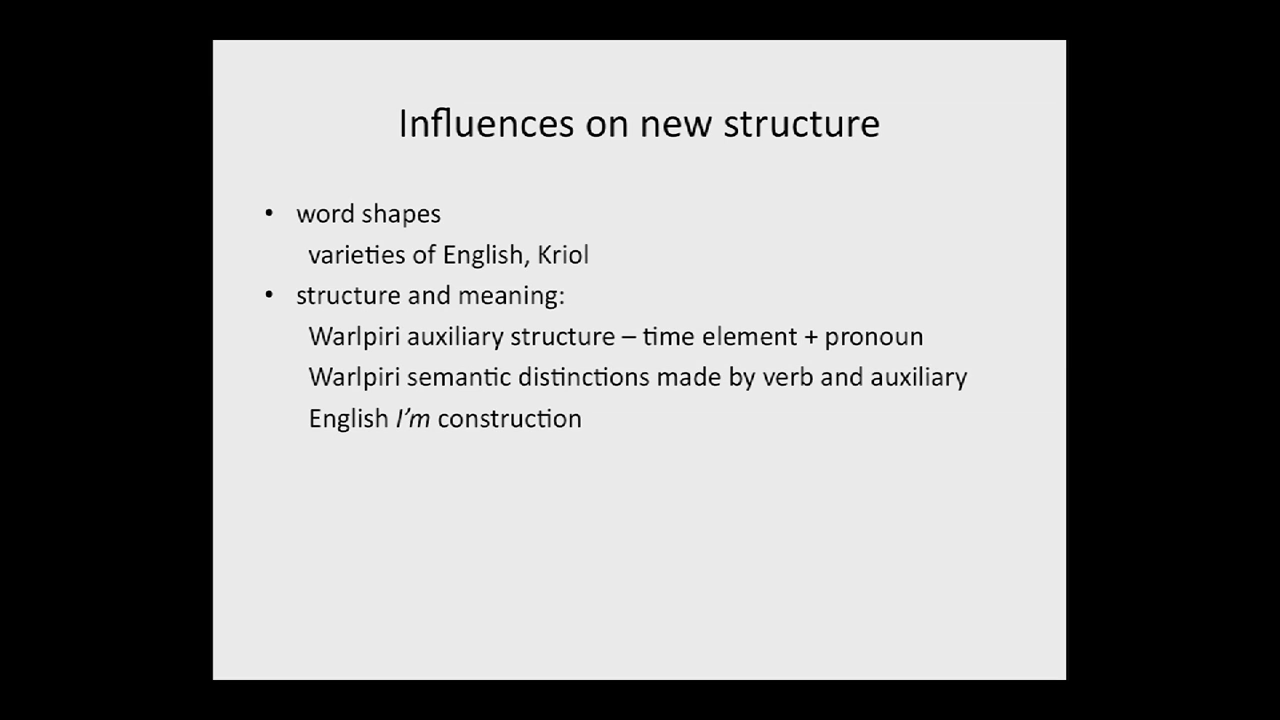 Influences on new structure
• word shapes
varieties of English, Kriol
• structure and meaning:
Warlpiri auxiliary structure – time element + pronoun
Warlpiri semantic distinctions made by verb and auxiliary
English I’m construction